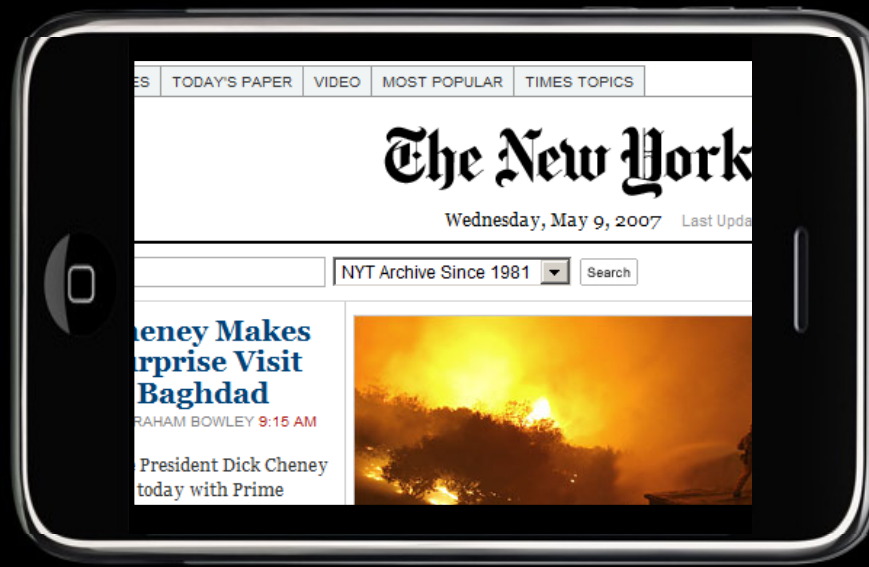 ES TODAY'S PAPER VIDEO MOST POPULAR TIMES TOPICS
The New York
Wednesday, May 9, 2007 Last Upda
NYT Archive Since 1981 Search
eney Makes
rprise Visit
Baghdad
RAHAM BOWLEY 9:15 AM
President Dick Cheney
today with Prime